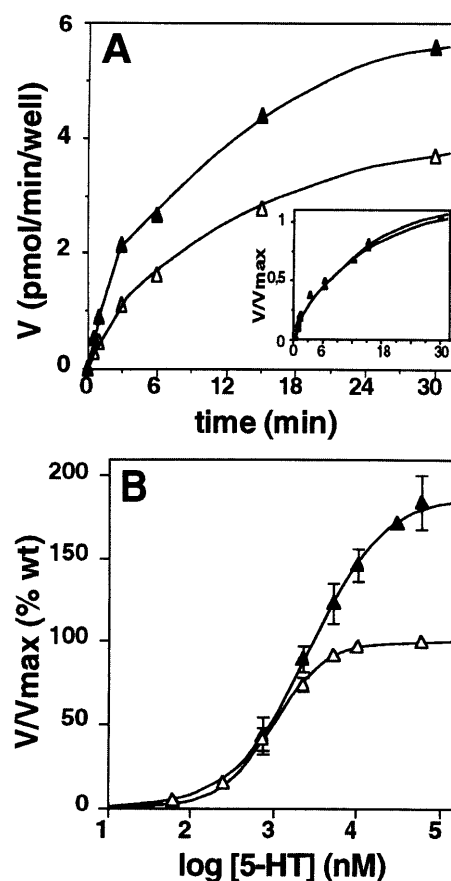 A
V (pmol/min/well)
6
4
2
0
0 6 12 18 24 30
time (min)
V/Vmax
1
0,5
0
0 6 18 30
B
V/Vmax (% wt)
200
150
100
50
0
1 2 3 4 5
log [5-HT] (nM)